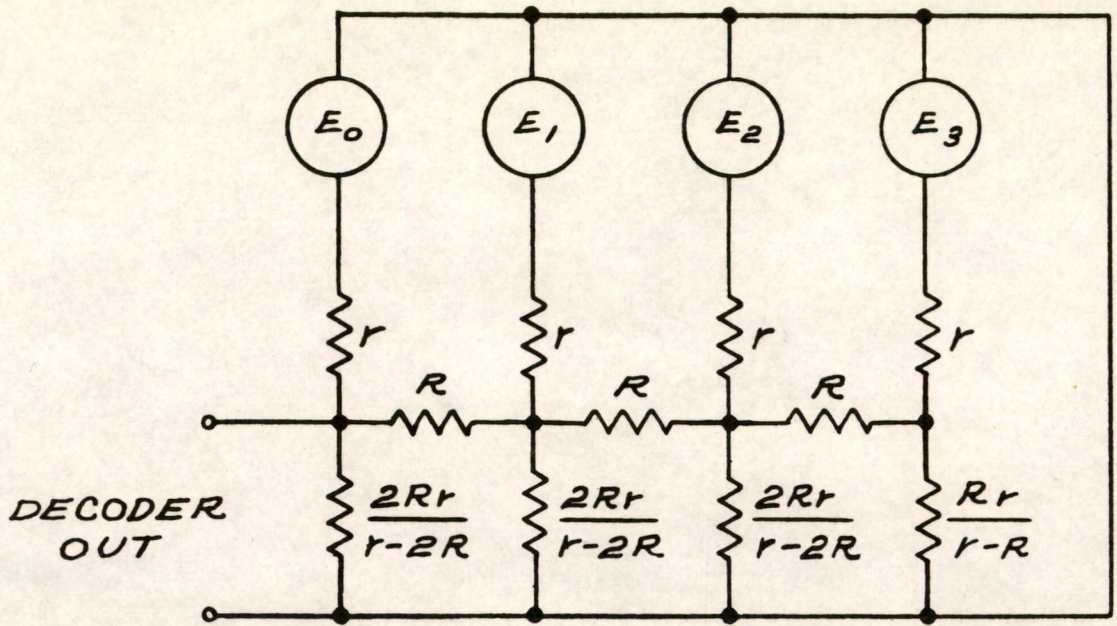 E₀ E₁ E₂ E₃
r r r r
R R R
DECODER
OUT
2Rr/r-2R 2Rr/r-2R 2Rr/r-2R Rr/r-R